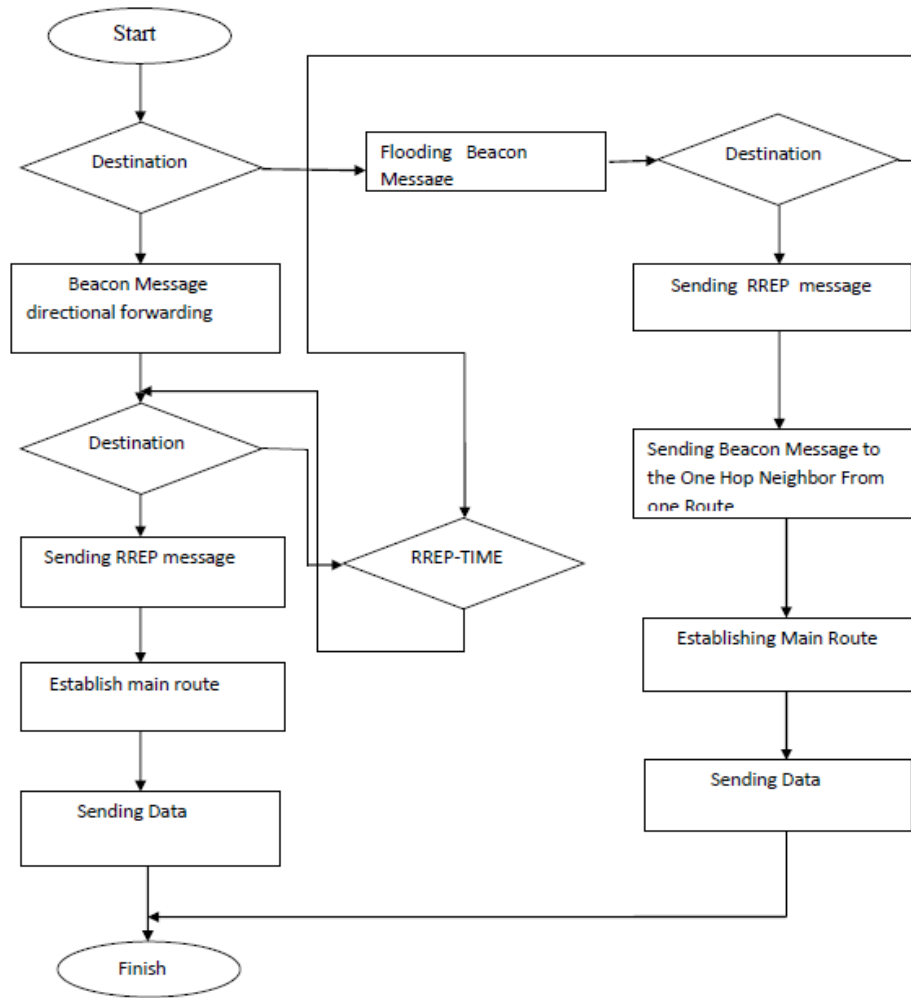 Start
Destination
Flooding Beacon
Message
Destination
Beacon Message
directional forwarding
Sending RREP message
Destination
Sending Beacon Message to
the One Hop Neighbor From
one Route
Sending RREP message
RREP-TIME
Establishing Main Route
Establish main route
Sending Data
Sending Data
Finish